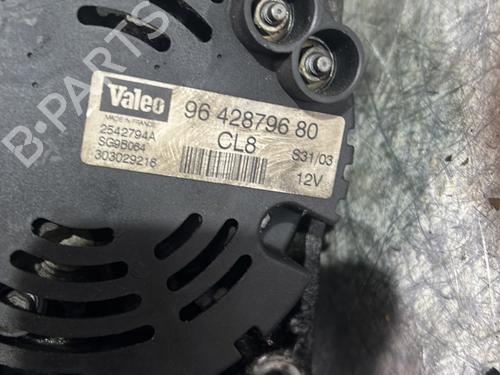 B-PARTS
Valeo
MADE IN FRANCE
2542794A
SG9B064
303029216
96 428796 80
CL8
S31/03
12V